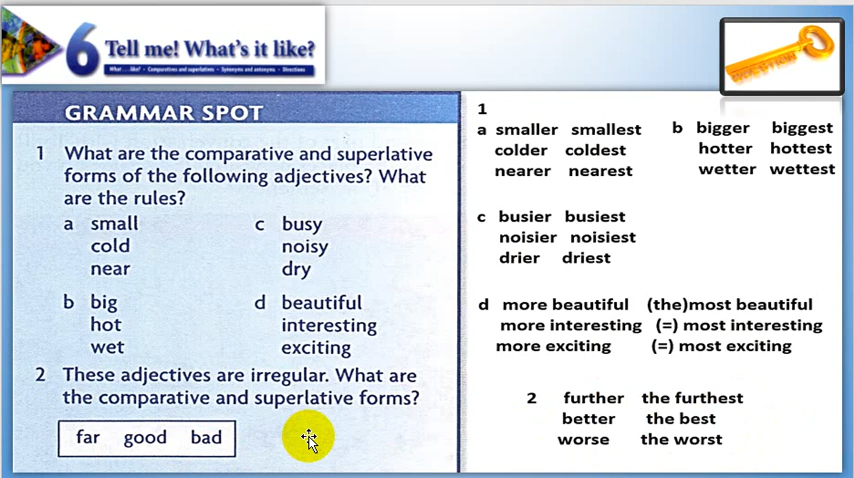 6 Tell me! What's it like?
What . . . like? • Comparatives and superlatives • Synonyms and antonyms • Directions
QUESTION
GRAMMAR SPOT
1 What are the comparative and superlative
forms of the following adjectives? What
are the rules?
a small
cold
near
c busy
noisy
dry
b big
hot
wet
d beautiful
interesting
exciting
2 These adjectives are irregular. What are
the comparative and superlative forms?
far good bad
1
a smaller smallest
colder coldest
nearer nearest
b bigger biggest
hotter hottest
wetter wettest
c busier busiest
noisier noisiest
drier driest
d more beautiful (the)most beautiful
more interesting (=) most interesting
more exciting (=) most exciting
2 further the furthest
better the best
worse the worst